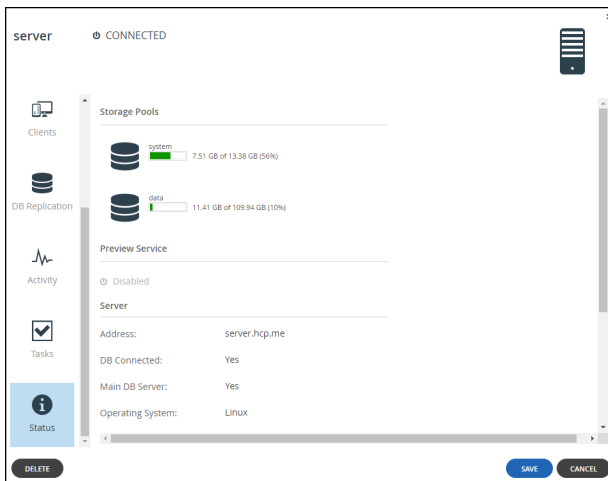 server
CONNECTED
Clients
DB Replication
Activity
Tasks
Status
Storage Pools
system
7.51 GB of 13.38 GB (56%)
data
11.41 GB of 109.94 GB (10%)
Preview Service
Disabled
Server
Address: server.hcp.me
DB Connected: Yes
Main DB Server: Yes
Operating System: Linux
DELETE
SAVE
CANCEL